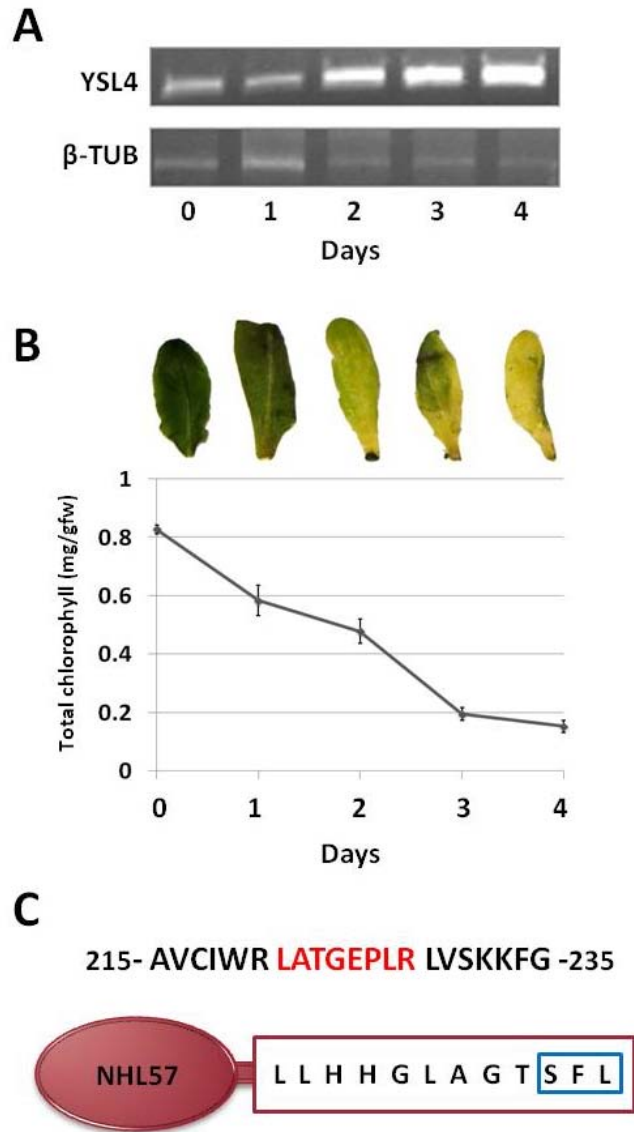 A
YSL4
β-TUB
0 1 2 3 4
Days
B
Total chlorophyll (mg/gfw)
1
0.8
0.6
0.4
0.2
0
0 1 2 3 4
Days
C
215- AVCIWR LATGEPLR LVSKKFG -235
NHL57
L L H H G L A G T S F L